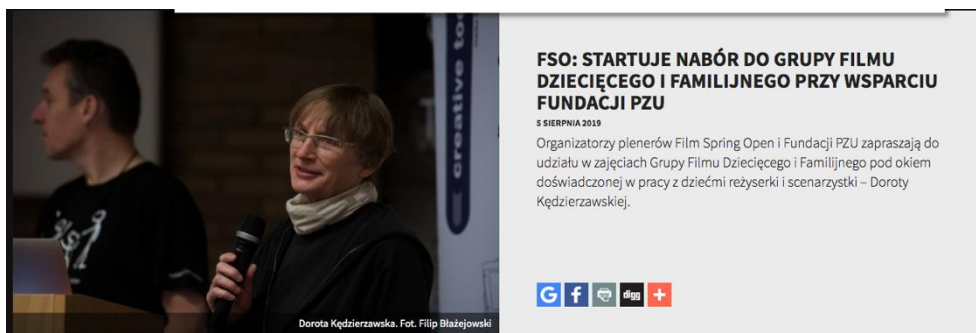 creative too
Dorota Kędzierzawska. Fot. Filip Błażejowski
FSO: STARTUJE NABÓR DO GRUPY FILMU
DZIECIĘCEGO I FAMILIJNEGO PRZY WSPARCIU
FUNDACJI PZU
5 SIERPNIA 2019
Organizatorzy plenerów Film Spring Open i Fundacji PZU zapraszają do
udziału w zajęciach Grupy Filmu Dziecięcego i Familijnego pod okiem
doświadczonej w pracy z dziećmi reżyserki i scenarzystki – Doroty
Kędzierzawskiej.
G f digg +